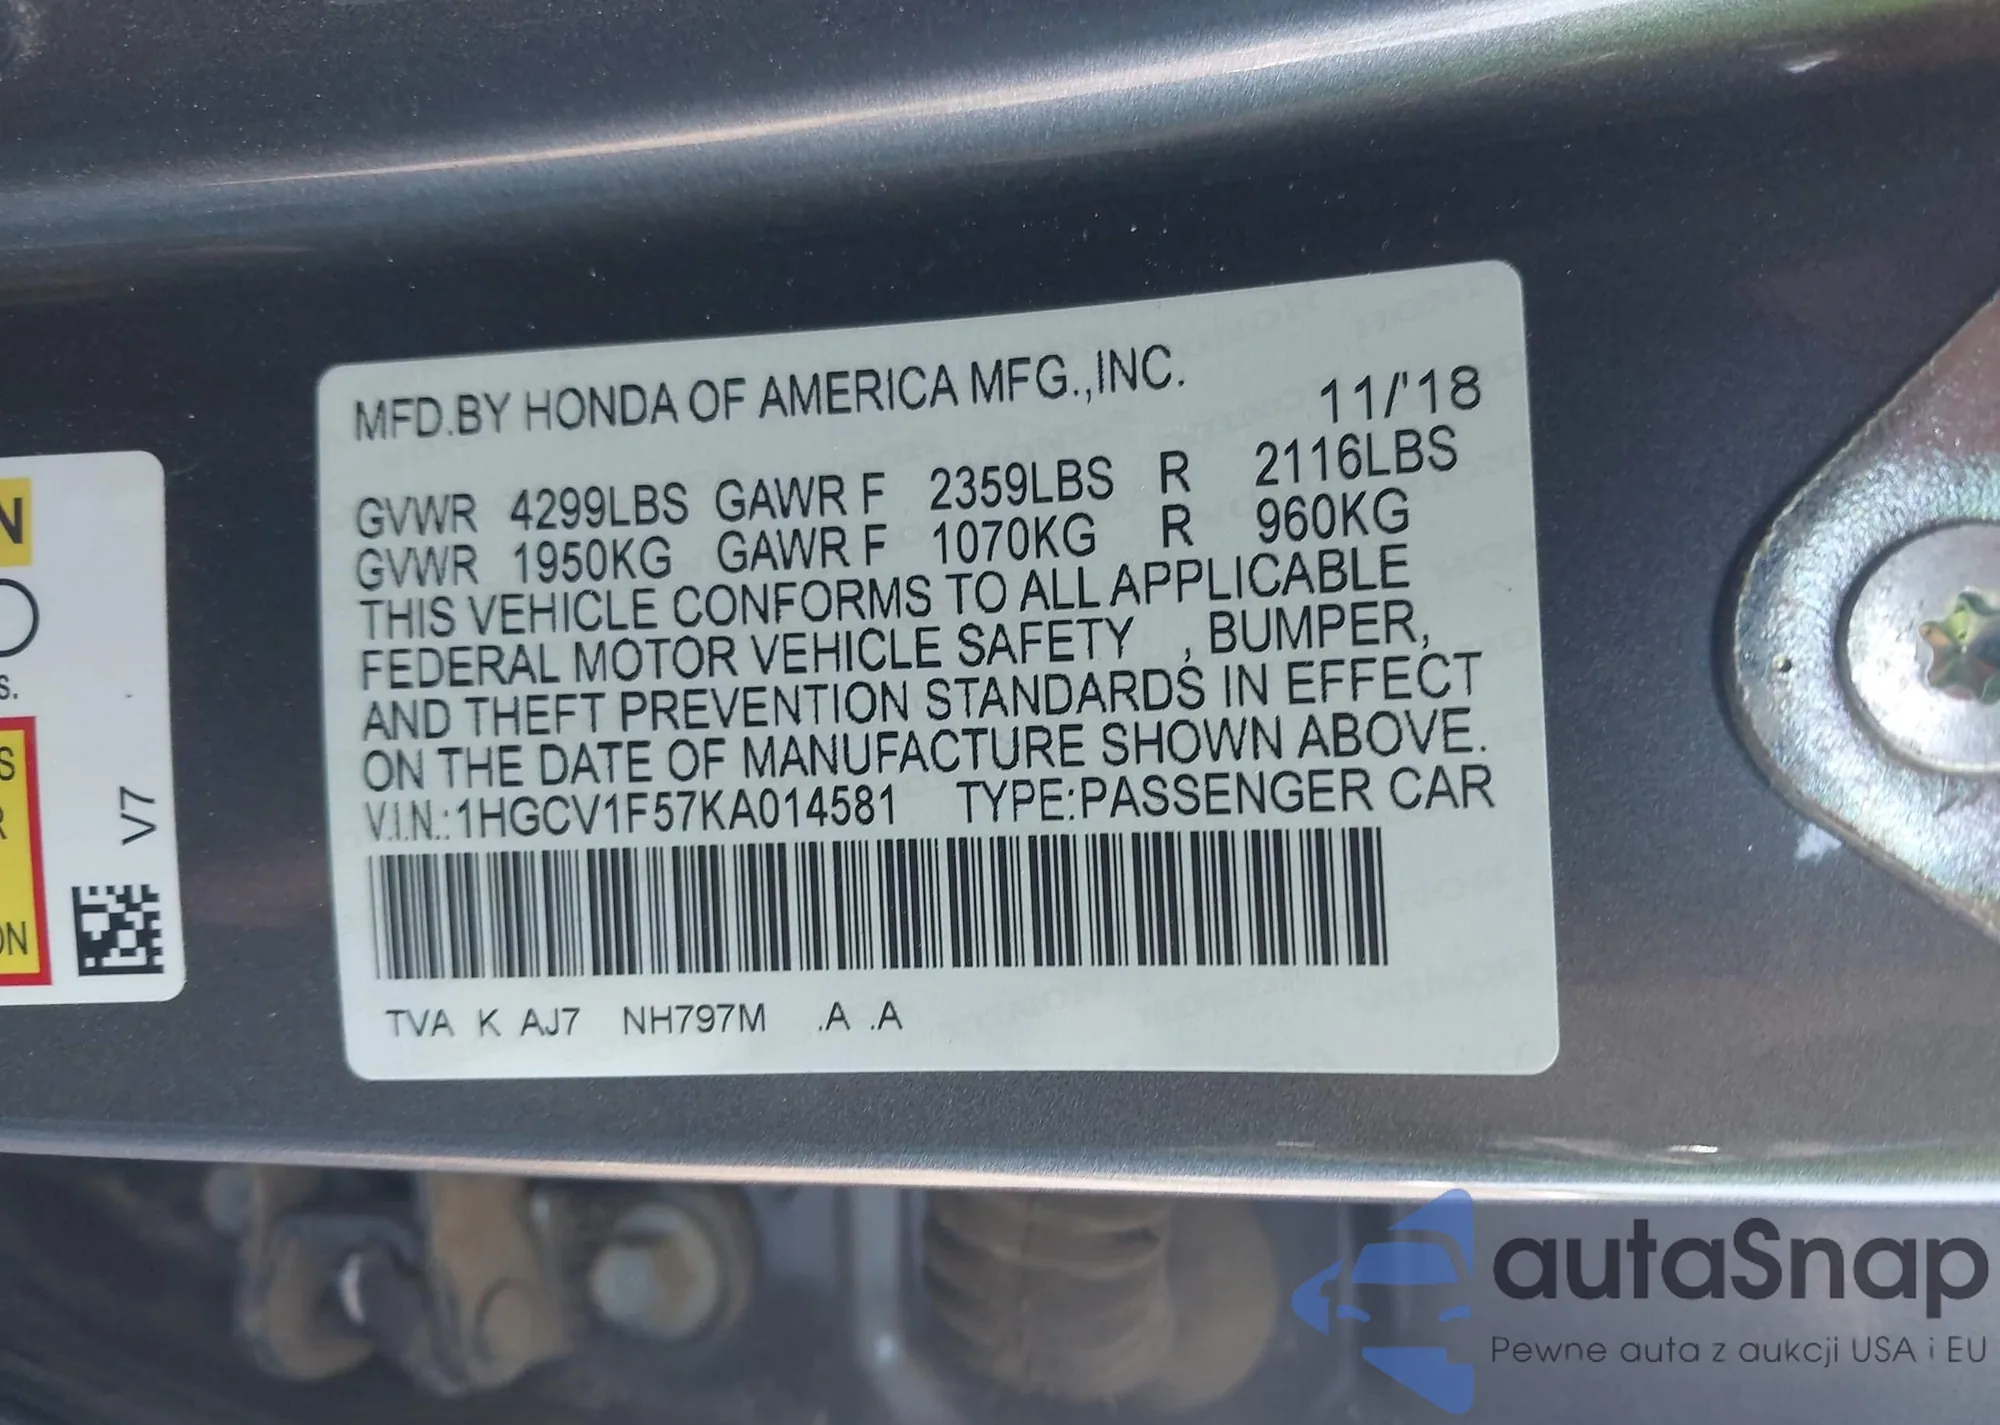 MFD.BY HONDA OF AMERICA MFG.,INC.
11/'18
GVWR 4299LBS GAWR F 2359LBS R 2116LBS
GVWR 1950KG GAWR F 1070KG R 960KG
THIS VEHICLE CONFORMS TO ALL APPLICABLE
FEDERAL MOTOR VEHICLE SAFETY , BUMPER,
AND THEFT PREVENTION STANDARDS IN EFFECT
ON THE DATE OF MANUFACTURE SHOWN ABOVE.
V.I.N.:1HGCV1F57KA014581 TYPE:PASSENGER CAR
TVA K AJ7 NH797M .A .A
V7
autaSnap
Pewne auta z aukcji USA i EU